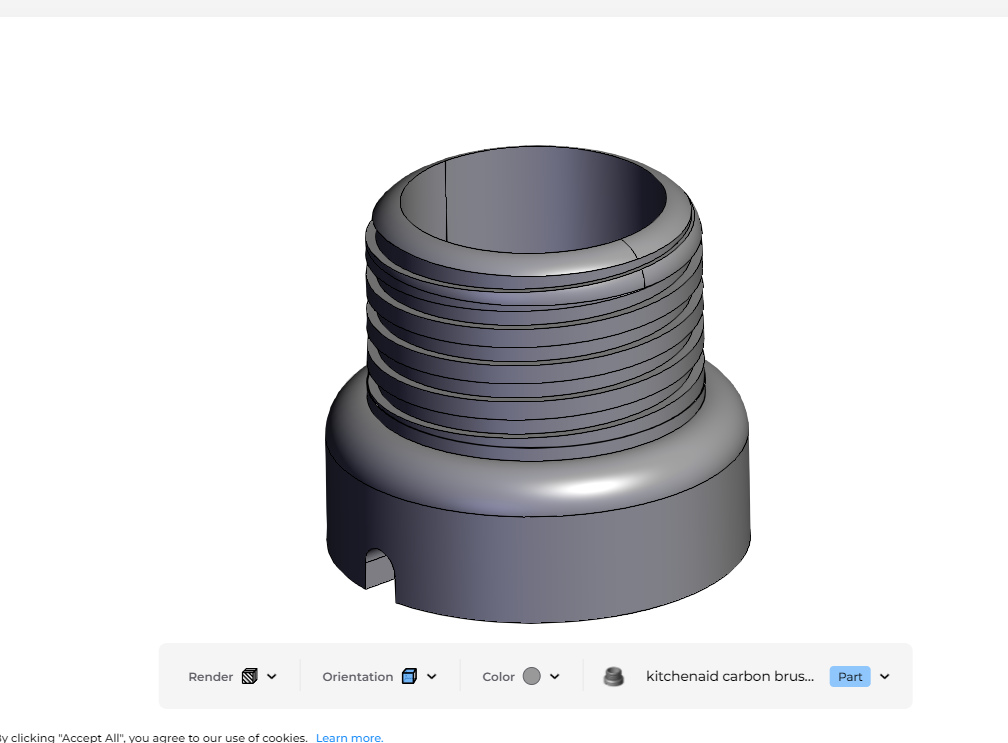 Render
Orientation
Color
kitchenaid carbon brus...
Part
y clicking "Accept All", you agree to our use of cookies. Learn more.